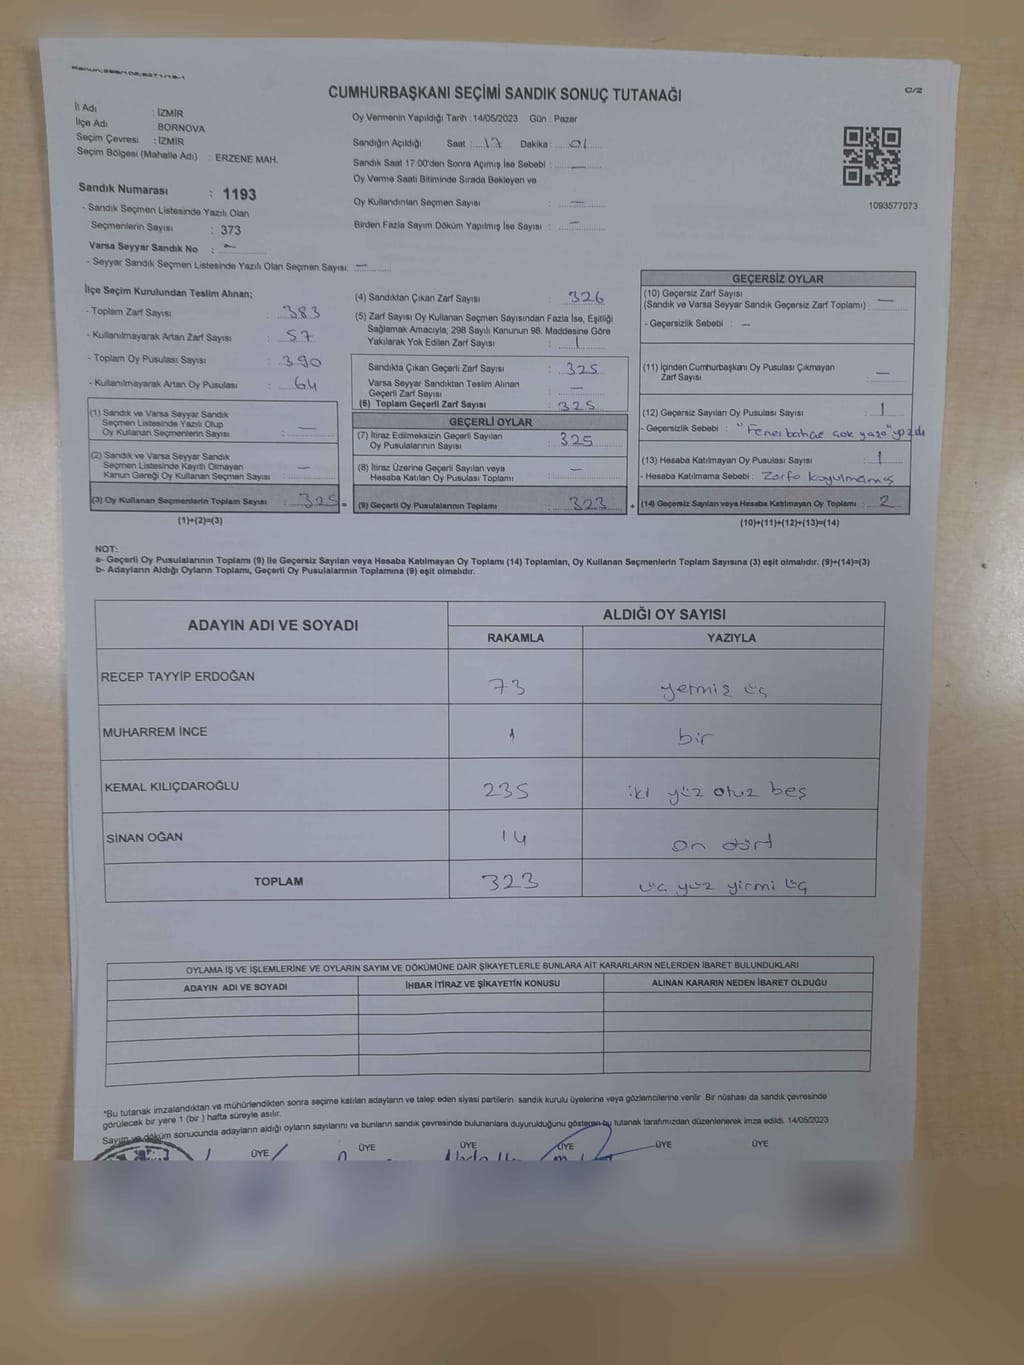 C/2
CUMHURBAŞKANI SEÇİMİ SANDIK SONUÇ TUTANAĞI
İl Adı : İZMİR
İlçe Adı : BORNOVA
Seçim Çevresi : İZMİR
Seçim Bölgesi (Mahalle Adı) : ERZENE MAH.
Sandık Numarası : 1193
- Sandık Seçmen Listesinde Yazılı Olan
Seçmenlerin Sayısı : 373
Varsa Seyyar Sandık No : —
- Seyyar Sandık Seçmen Listesinde Yazılı Olan Seçmen Sayısı: —
Oy Vermenin Yapıldığı Tarih : 14/05/2023 Gün : Pazar
Sandığın Açıldığı Saat : 17 Dakika : 01
Sandık Saat 17:00'den Sonra Açımış İse Sebebi : —
Oy Verme Saati Bitiminde Sırada Bekleyen ve
Oy Kullandırılan Seçmen Sayısı : —
Birden Fazla Sayım Döküm Yapılmış İse Sayısı : —
1093577073
İlçe Seçim Kurulundan Teslim Alınan;
- Toplam Zarf Sayısı : 383
- Kullanılmayarak Artan Zarf Sayısı : 57
- Toplam Oy Pusulası Sayısı : 390
- Kullanılmayarak Artan Oy Pusulası : 64
(1) Sandık ve Varsa Seyyar Sandık
Seçmen Listesinde Yazılı Olup
Oy Kullanan Seçmenlerin Sayısı : —
(2) Sandık ve Varsa Seyyar Sandık
Seçmen Listesinde Kayıtlı Olmayan
Kanun Gereği Oy Kullanan Seçmen Sayısı : —
(3) Oy Kullanan Seçmenlerin Toplam Sayısı : 325 =
(1)+(2)=(3)
(4) Sandıktan Çıkan Zarf Sayısı : 326
(5) Zarf Sayısı Oy Kullanan Seçmen Sayısından Fazla İse, Eşitliği
Sağlamak Amacıyla; 298 Sayılı Kanunun 98. Maddesine Göre
Yakılarak Yok Edilen Zarf Sayısı : 1
Sandıkta Çıkan Geçerli Zarf Sayısı : 325
Varsa Seyyar Sandıktan Teslim Alınan
Geçerli Zarf Sayısı : —
(6) Toplam Geçerli Zarf Sayısı : 325
GEÇERLİ OYLAR
(7) İtiraz Edilmeksizin Geçerli Sayılan
Oy Pusulalarının Sayısı : 325
(8) İtiraz Üzerine Geçerli Sayılan veya
Hesaba Katılan Oy Pusulası Toplamı : —
(9) Geçerli Oy Pusulalarının Toplamı : 323 +
GEÇERSİZ OYLAR
(10) Geçersiz Zarf Sayısı
(Sandık ve Varsa Seyyar Sandık Geçersiz Zarf Toplamı) : —
- Geçersizlik Sebebi : —
(11) İçinden Cumhurbaşkanı Oy Pusulası Çıkmayan
Zarf Sayısı : —
(12) Geçersiz Sayılan Oy Pusulası Sayısı : 1
- Geçersizlik Sebebi : "Fenerbahçe çok yaşa" yazdı
(13) Hesaba Katılmayan Oy Pusulası Sayısı : 1
- Hesaba Katılmama Sebebi : Zarfa koyulmamış
(14) Geçersiz Sayılan veya Hesaba Katılmayan Oy Toplamı : 2
(10)+(11)+(12)+(13)=(14)
NOT:
a- Geçerli Oy Pusulalarının Toplamı (9) ile Geçersiz Sayılan veya Hesaba Katılmayan Oy Toplamı (14) Toplamları, Oy Kullanan Seçmenlerin Toplam Sayısına (3) eşit olmalıdır. (9)+(14)=(3)
b- Adayların Aldığı Oyların Toplamı, Geçerli Oy Pusulalarının Toplamına (9) eşit olmalıdır.
ADAYIN ADI VE SOYADI ALDIĞI OY SAYISI
RAKAMLA YAZIYLA
RECEP TAYYİP ERDOĞAN 73 yetmiş üç
MUHARREM İNCE 1 bir
KEMAL KILIÇDAROĞLU 235 iki yüz otuz beş
SİNAN OĞAN 14 on dört
TOPLAM 323 üç yüz yirmi üç
OYLAMA İŞ VE İŞLEMLERİNE VE OYLARIN SAYIM VE DÖKÜMÜNE DAİR ŞİKAYETLERLE BUNLARA AİT KARARLARIN NELERDEN İBARET BULUNDUKLARI
ADAYIN ADI VE SOYADI İHBAR İTİRAZ VE ŞİKAYETİN KONUSU ALINAN KARARIN NEDEN İBARET OLDUĞU
*Bu tutanak imzalandıktan ve mühürlendikten sonra seçime katılan adayların ve talep eden siyasi partilerin sandık kurulu üyelerine veya gözlemcilerine verilir. Bir nüshası da sandık çevresinde
görülecek bir yere 1 (bir ) hafta süreyle asılır.
Sayım ve döküm sonucunda adayların aldığı oyların sayılarını ve bunların sandık çevresinde bulunanlara duyurulduğunu gösteren bu tutanak tarafımızdan düzenlenerek imza edildi. 14/05/2023
ÜYE ÜYE ÜYE ÜYE ÜYE ÜYE